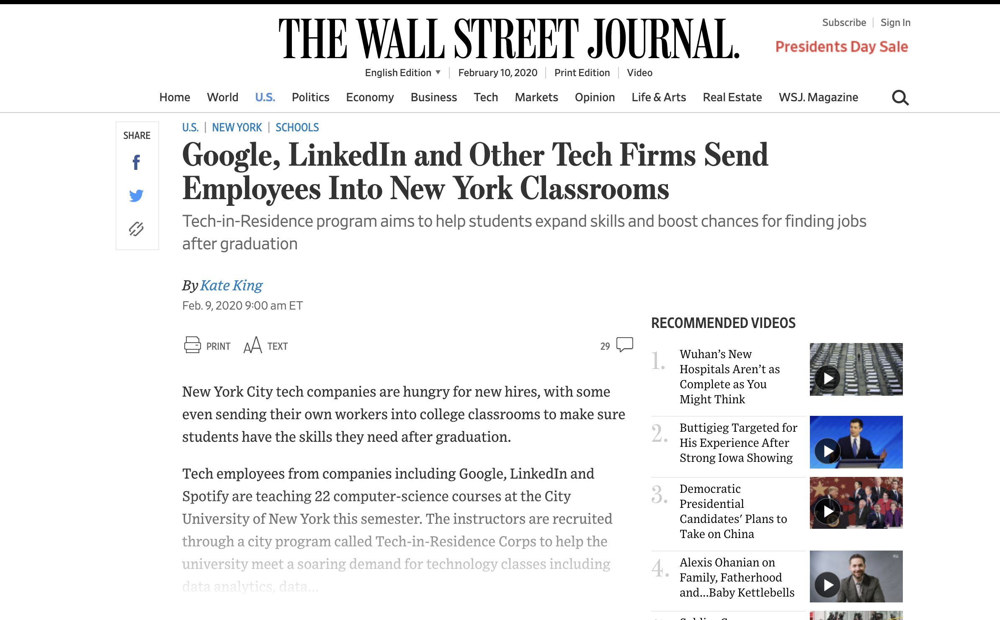 THE WALL STREET JOURNAL.
Subscribe | Sign In
Presidents Day Sale
English Edition ▼ | February 10, 2020 | Print Edition | Video
Home World U.S. Politics Economy Business Tech Markets Opinion Life & Arts Real Estate WSJ. Magazine
SHARE
U.S. | NEW YORK | SCHOOLS
Google, LinkedIn and Other Tech Firms Send
Employees Into New York Classrooms
Tech-in-Residence program aims to help students expand skills and boost chances for finding jobs
after graduation
By Kate King
Feb. 9, 2020 9:00 am ET
PRINT TEXT
29
New York City tech companies are hungry for new hires, with some
even sending their own workers into college classrooms to make sure
students have the skills they need after graduation.
Tech employees from companies including Google, LinkedIn and
Spotify are teaching 22 computer-science courses at the City
University of New York this semester. The instructors are recruited
through a city program called Tech-in-Residence Corps to help the
university meet a soaring demand for technology classes including
data analytics, data...
RECOMMENDED VIDEOS
1. Wuhan’s New
Hospitals Aren’t as
Complete as You
Might Think
2. Buttigieg Targeted for
His Experience After
Strong Iowa Showing
3. Democratic
Presidential
Candidates’ Plans to
Take on China
4. Alexis Ohanian on
Family, Fatherhood
and...Baby Kettlebells